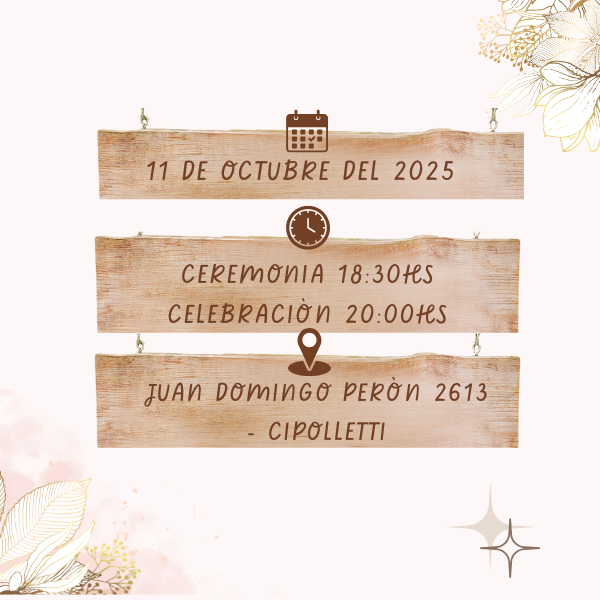 11 DE OCTUBRE DEL 2025
CEREMONIA 18:30HS
CELEBRACIÒN 20:00HS
JUAN DOMINGO PERÒN 2613
- CIPOLLETTI